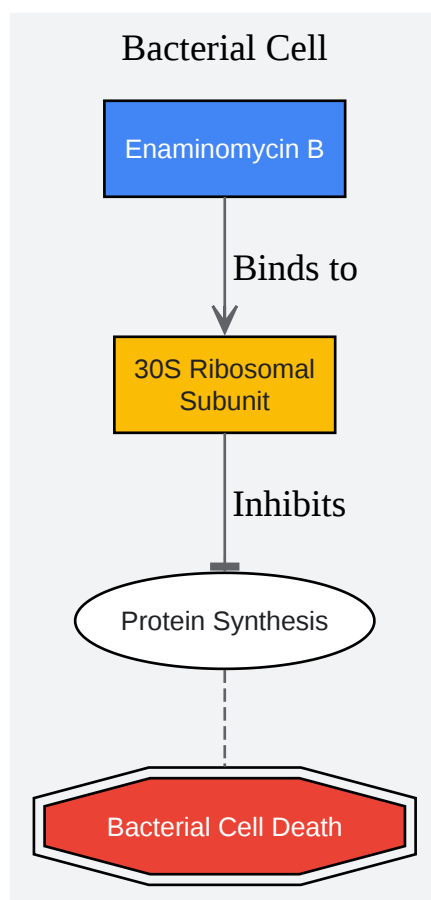 Bacterial Cell
Enaminomycin B
Binds to
30S Ribosomal
Subunit
Inhibits
Protein Synthesis
Bacterial Cell Death